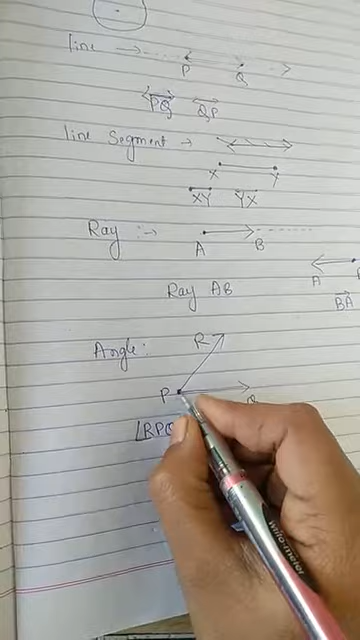 line →
P Q
PQ QP
line Segment →
X Y
XY YX
Ray :→
A B
Ray AB
A
BA
Angle:
R
P
∠RPQ